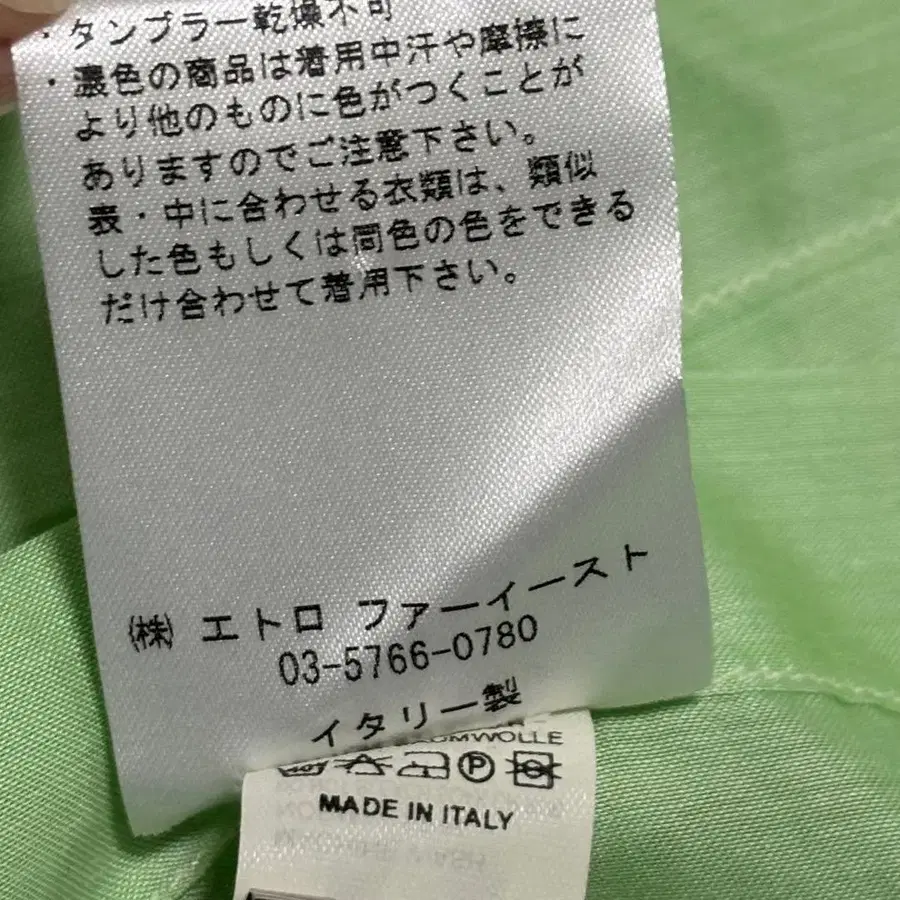 ・タンブラー乾燥不可
・濃色の商品は着用中汗や摩擦に
より他のものに色がつくことが
ありますのでご注意下さい。
表・中に合わせる衣類は、類似
した色もしくは同色の色をできる
だけ合わせて着用下さい。
㈱ エトロ ファーイースト
03-5766-0780
イタリー製
MWOLLE
P
MADE IN ITALY